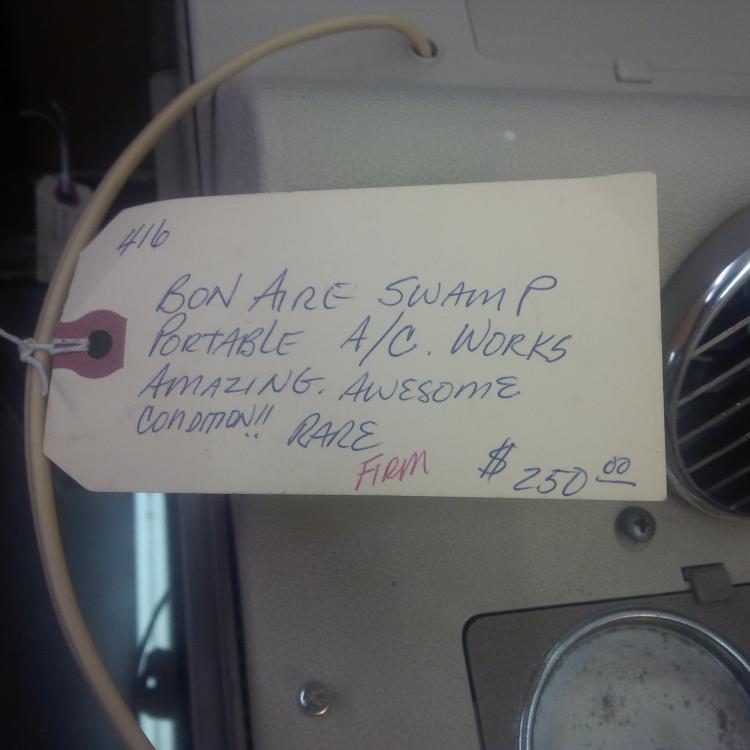 416
BON AIRE SWAMP
PORTABLE A/C. WORKS
AMAZING. AWESOME
CONDITION!! RARE
FIRM $250.00